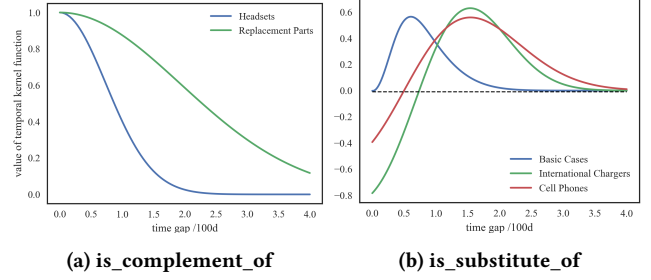 value of temporal kernel function
1.0
0.8
0.6
0.4
0.2
0.0
Headsets
Replacement Parts
0.0 0.5 1.0 1.5 2.0 2.5 3.0 3.5 4.0
time gap /100d
(a) is_complement_of
0.6
0.4
0.2
0.0
−0.2
−0.4
−0.6
−0.8
Basic Cases
International Chargers
Cell Phones
0.0 0.5 1.0 1.5 2.0 2.5 3.0 3.5 4.0
time gap /100d
(b) is_substitute_of